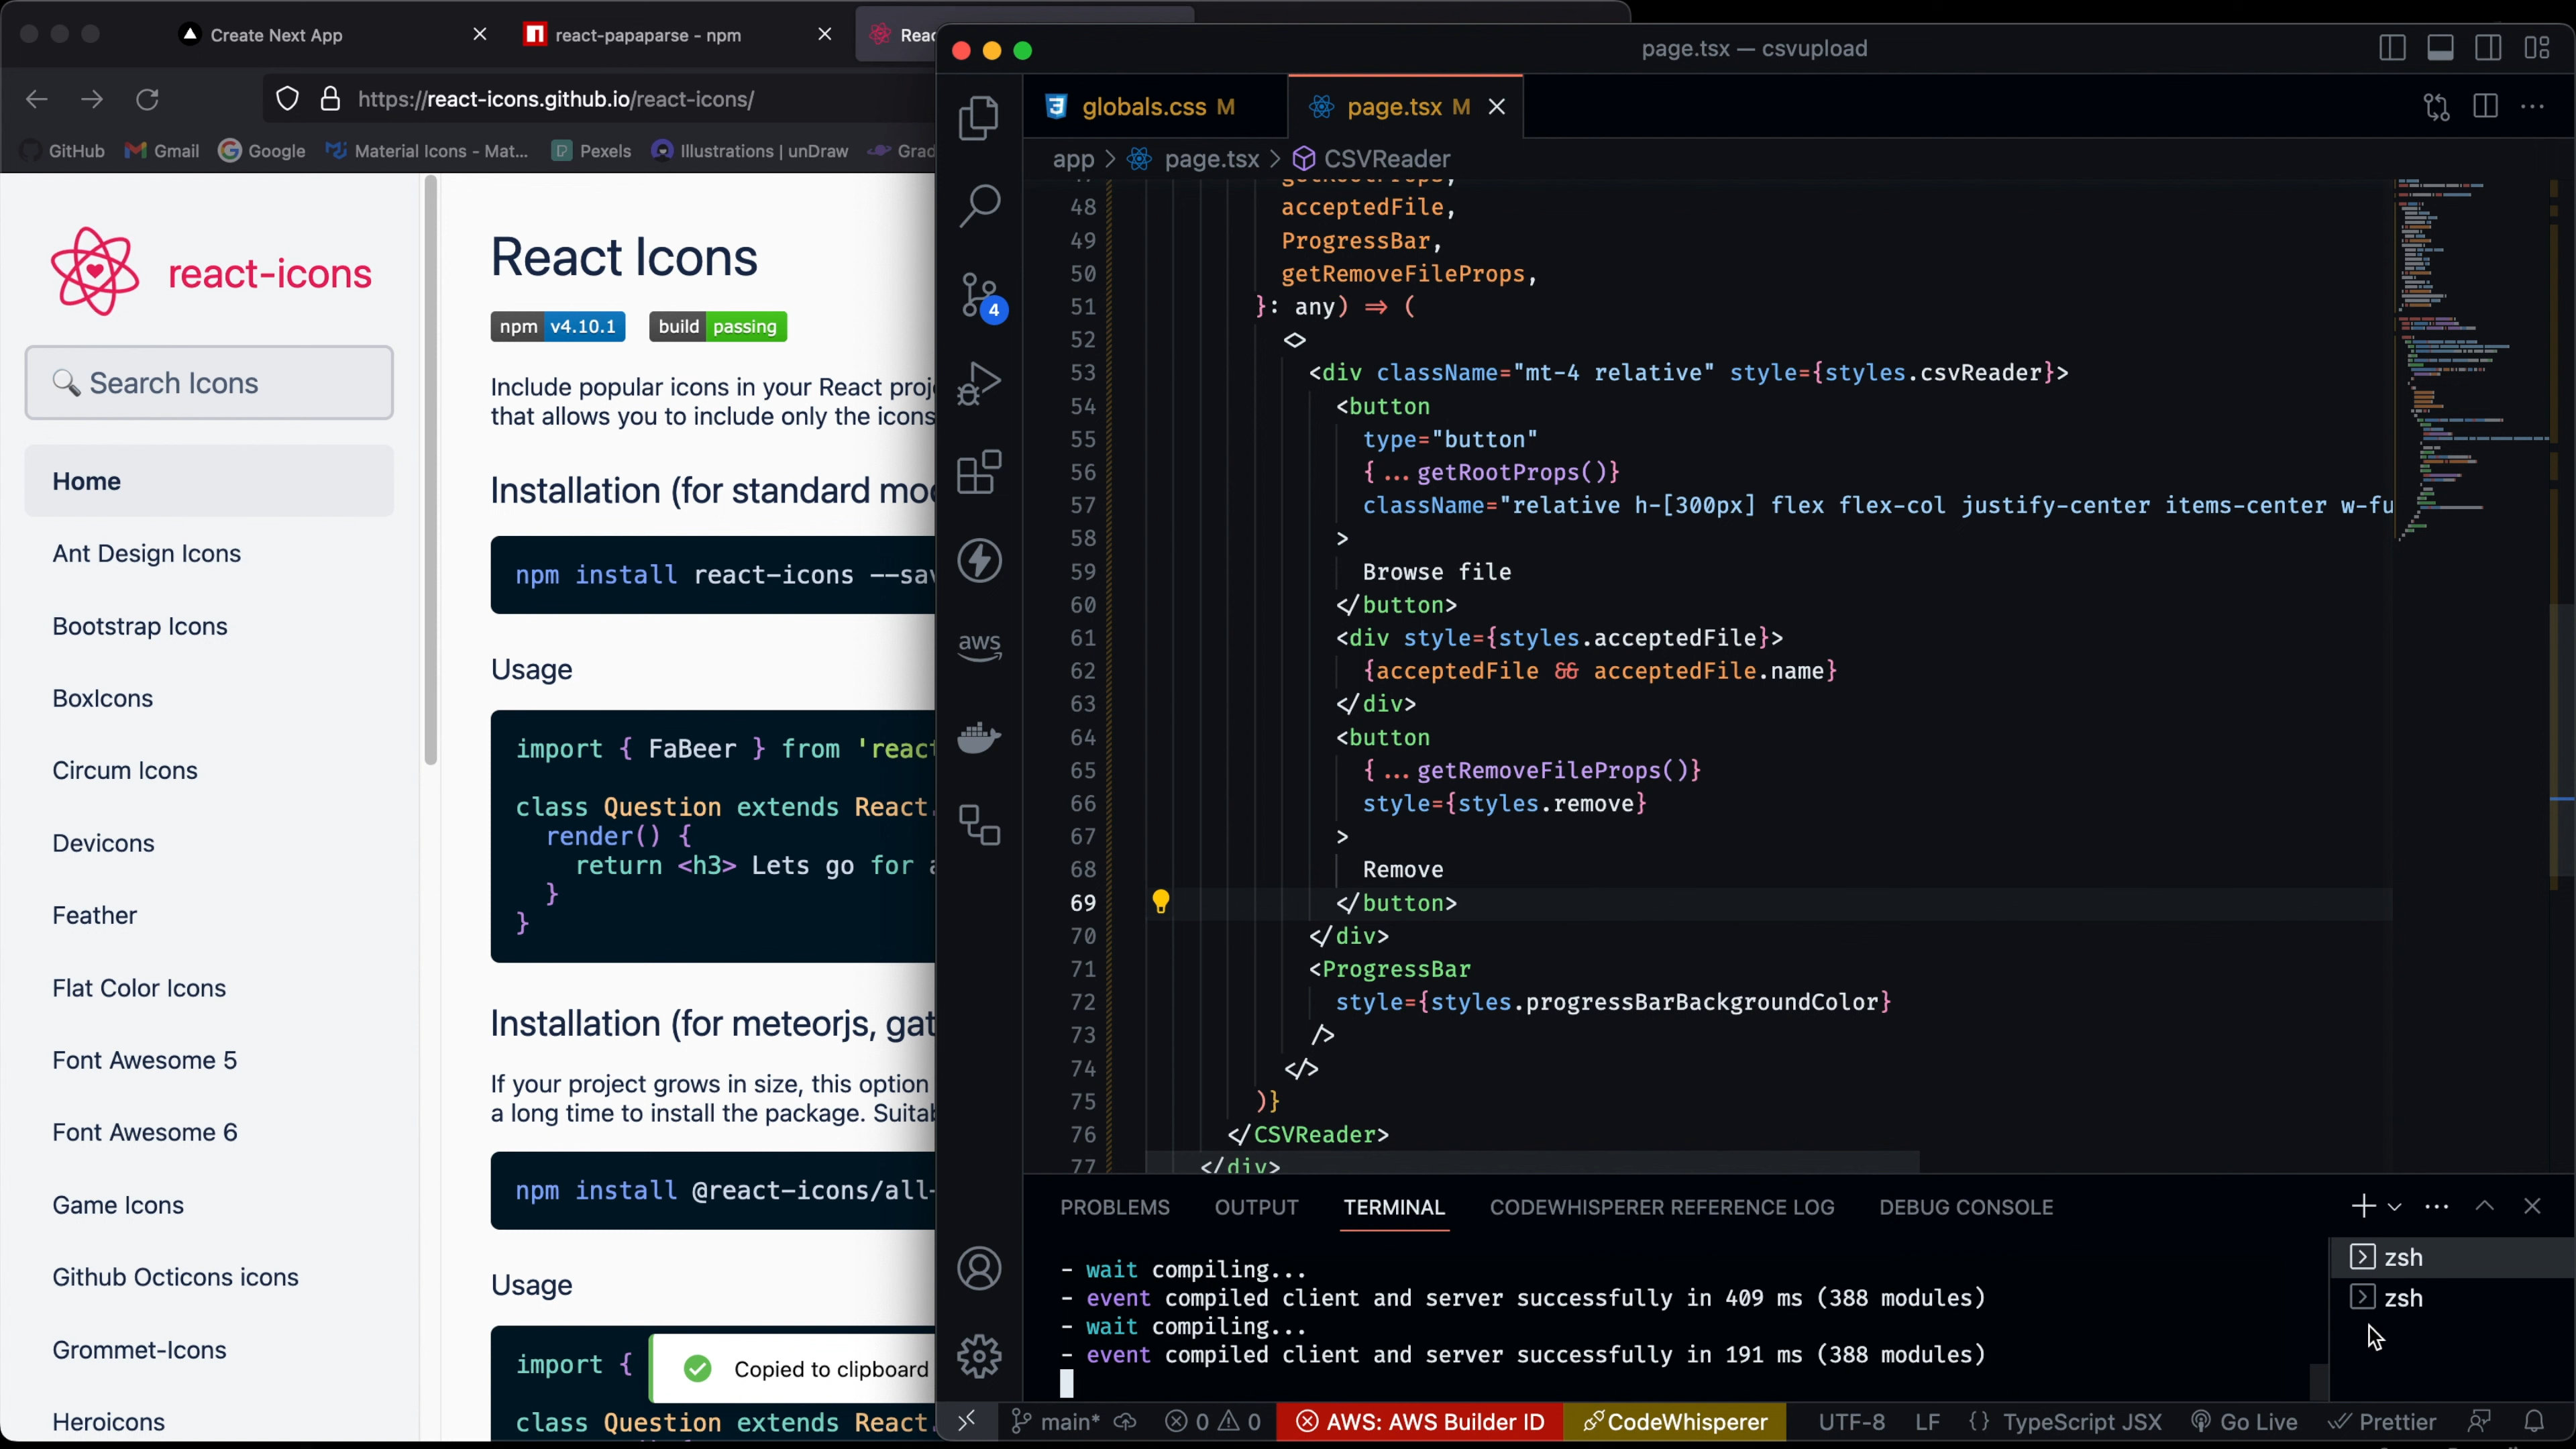 Create Next App
react-papaparse - npm
Reac
https://react-icons.github.io/react-icons/
GitHub
Gmail
Google
Material Icons - Mat...
Pexels
Illustrations | unDraw
Grad
react-icons
🔍 Search Icons
Home
Ant Design Icons
Bootstrap Icons
BoxIcons
Circum Icons
Devicons
Feather
Flat Color Icons
Font Awesome 5
Font Awesome 6
Game Icons
Github Octicons icons
Grommet-Icons
Heroicons
React Icons
npm v4.10.1 build passing
Include popular icons in your React proj
that allows you to include only the icons
Installation (for standard mo
npm install react-icons --sav
Usage
import { FaBeer } from 'react
class Question extends React.
render() {
return <h3> Lets go for a
}
}
Installation (for meteorjs, gat
If your project grows in size, this option
a long time to install the package. Suitab
npm install @react-icons/all-
Usage
import {
Copied to clipboard
class Question extends React.
page.tsx — csvupload
globals.css M
page.tsx M
app > page.tsx > CSVReader
4
aws
47 getRootProps,
48 acceptedFile,
49 ProgressBar,
50 getRemoveFileProps,
51 }: any) => (
52 <>
53 <div className="mt-4 relative" style={styles.csvReader}>
54 <button
55 type="button"
56 {...getRootProps()}
57 className="relative h-[300px] flex flex-col justify-center items-center w-fu
58 >
59 Browse file
60 </button>
61 <div style={styles.acceptedFile}>
62 {acceptedFile && acceptedFile.name}
63 </div>
64 <button
65 {...getRemoveFileProps()}
66 style={styles.remove}
67 >
68 Remove
69 </button>
70 </div>
71 <ProgressBar
72 style={styles.progressBarBackgroundColor}
73 />
74 </>
75 )}
76 </CSVReader>
77 </div>
PROBLEMS OUTPUT TERMINAL CODEWHISPERER REFERENCE LOG DEBUG CONSOLE
- wait compiling...
- event compiled client and server successfully in 409 ms (388 modules)
- wait compiling...
- event compiled client and server successfully in 191 ms (388 modules)
zsh
zsh
main* 0 0 AWS: AWS Builder ID CodeWhisperer UTF-8 LF {} TypeScript JSX Go Live Prettier